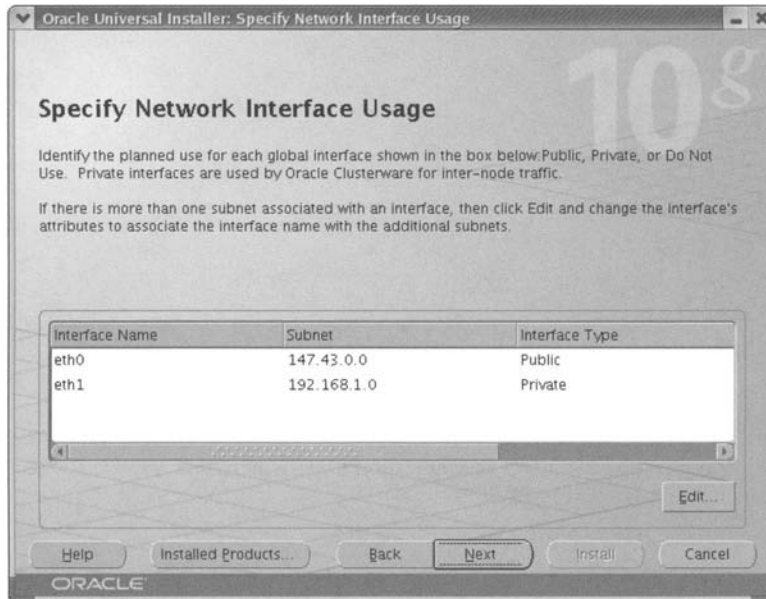 Oracle Universal Installer: Specify Network Interface Usage
10g
Specify Network Interface Usage
Identify the planned use for each global interface shown in the box below:Public, Private, or Do Not
Use. Private interfaces are used by Oracle Clusterware for inter-node traffic.
If there is more than one subnet associated with an interface, then click Edit and change the interface's
attributes to associate the interface name with the additional subnets.
Interface Name Subnet Interface Type
eth0 147.43.0.0 Public
eth1 192.168.1.0 Private
Edit...
Help Installed Products... Back Next Install Cancel
ORACLE